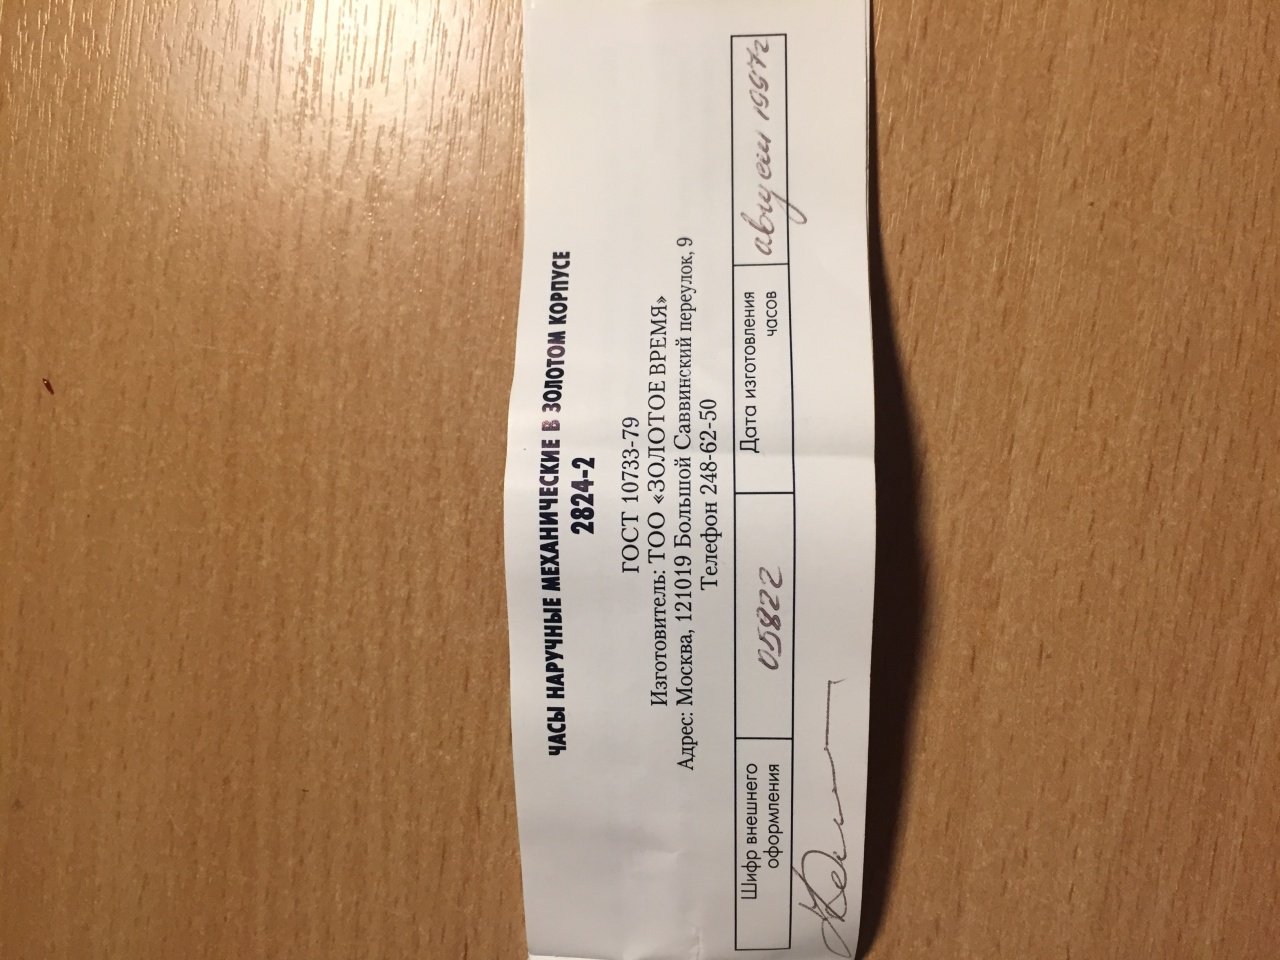 ЧАСЫ НАРУЧНЫЕ МЕХАНИЧЕСКИЕ В ЗОЛОТОМ КОРПУСЕ
2824-2
ГОСТ 10733-79
Изготовитель: ТОО «ЗОЛОТОЕ ВРЕМЯ»
Адрес: Москва, 121019 Большой Саввинский переулок, 9
Телефон 248-62-50
Шифр внешнего
оформления
05822
Дата изготовления
часов
август 1997г